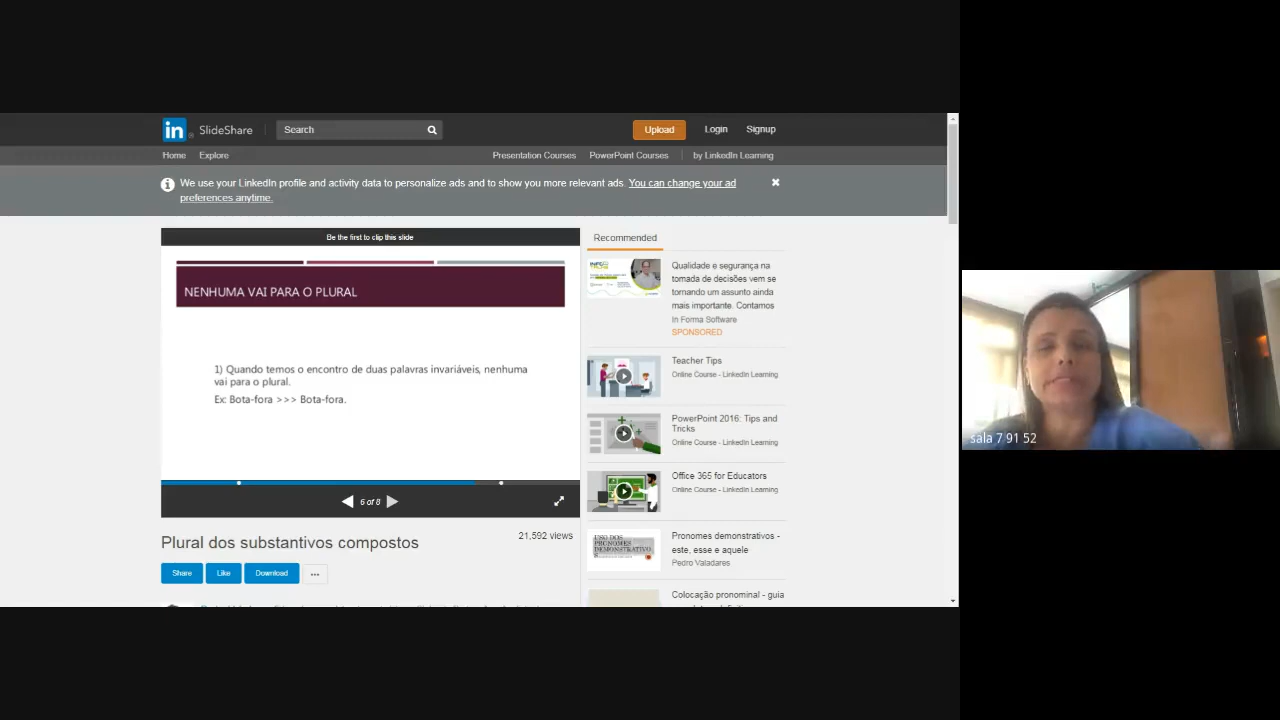 in SlideShare Search Upload Login Signup
Home Explore Presentation Courses PowerPoint Courses by LinkedIn Learning
We use your LinkedIn profile and activity data to personalize ads and to show you more relevant ads. You can change your ad
preferences anytime.
Be the first to clip this slide
NENHUMA VAI PARA O PLURAL
1) Quando temos o encontro de duas palavras invariáveis, nenhuma
vai para o plural.
Ex: Bota-fora >>> Bota-fora.
6 of 8
Plural dos substantivos compostos
21,592 views
Share Like Download ...
Recommended
Qualidade e segurança na
tomada de decisões vem se
tornando um assunto ainda
mais importante. Contamos
In Forma Software
SPONSORED
Teacher Tips
Online Course - LinkedIn Learning
PowerPoint 2016: Tips and
Tricks
Online Course - LinkedIn Learning
Office 365 for Educators
Online Course - LinkedIn Learning
USO DOS
PRONOMES
DEMONSTRATIVO
S
Pronomes demonstrativos -
este, esse e aquele
Pedro Valadares
Colocação pronominal - guia
sala 7 91 52